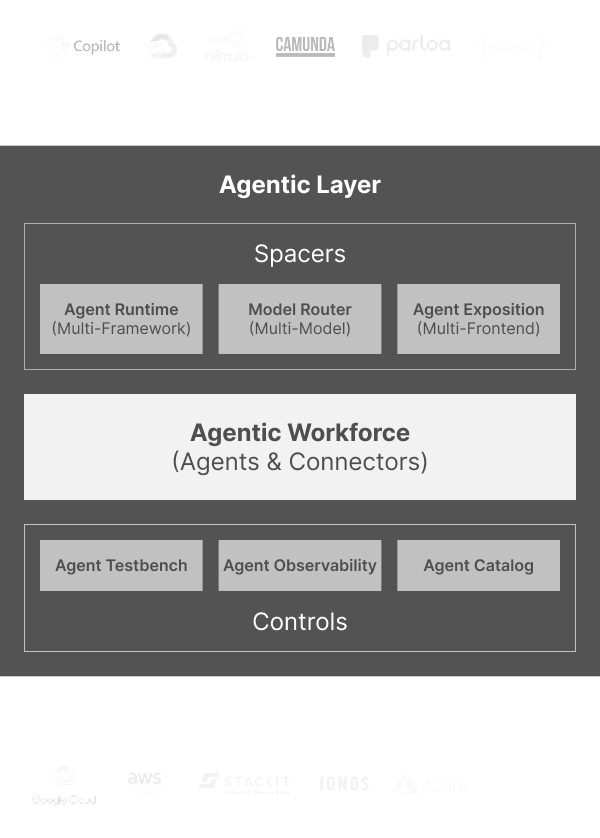 Copilot
n8n.io
CAMUNDA
parloa
Agentic Layer
Spacers
Agent Runtime
(Multi-Framework)
Model Router
(Multi-Model)
Agent Exposition
(Multi-Frontend)
Agentic Workforce
(Agents & Connectors)
Agent Testbench
Agent Observability
Agent Catalog
Controls
Google Cloud
aws
STACKIT
IONOS
Azure